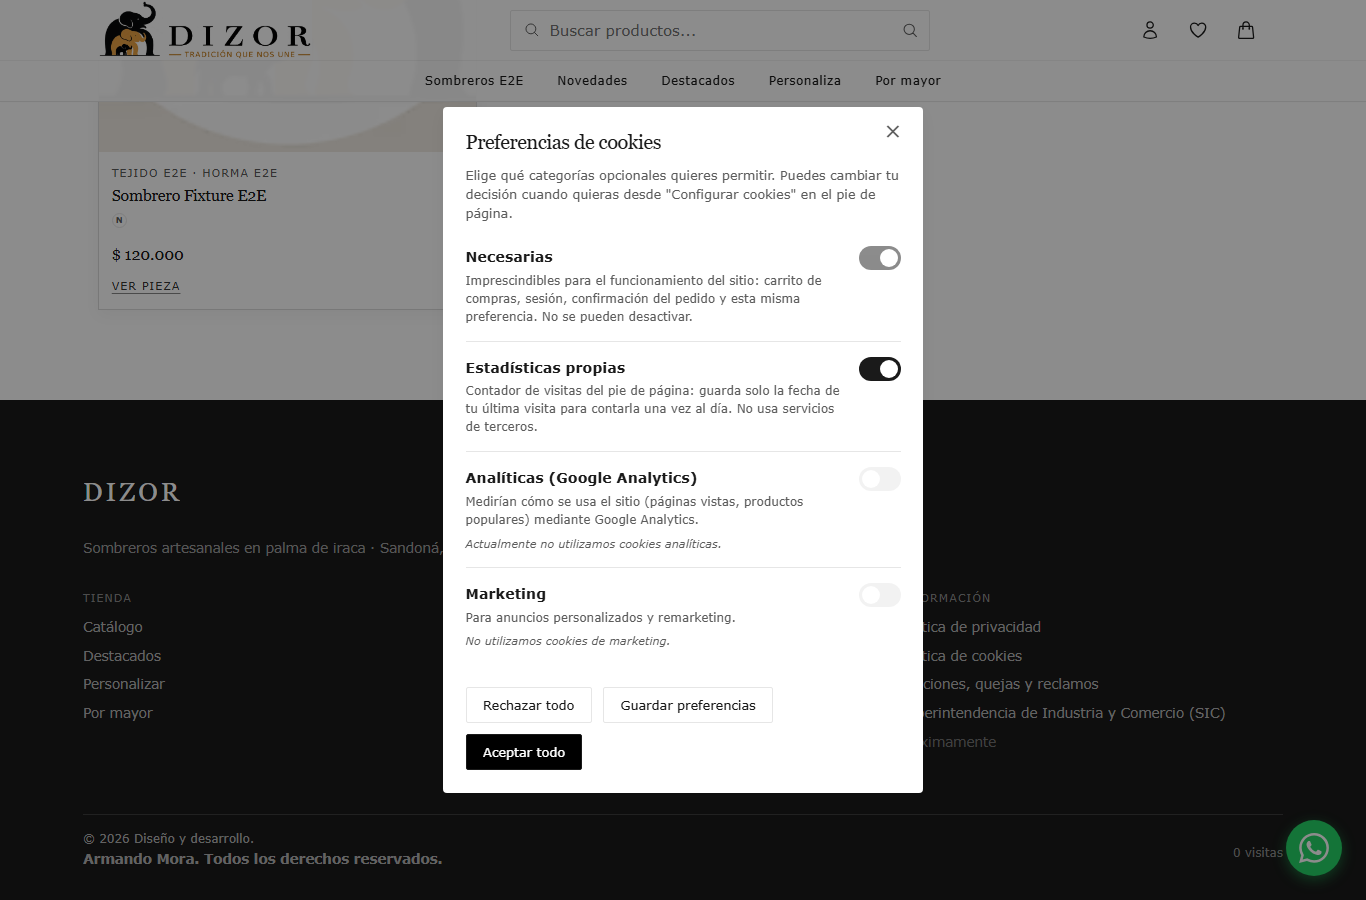 DIZOR
TRADICIÓN QUE NOS UNE
Buscar productos...
Sombreros E2E
Novedades
Destacados
Personaliza
Por mayor
TEJIDO E2E · HORMA E2E
Sombrero Fixture E2E
N
$ 120.000
VER PIEZA
Preferencias de cookies
Elige qué categorías opcionales quieres permitir. Puedes cambiar tu
decisión cuando quieras desde "Configurar cookies" en el pie de
página.
Necesarias
Imprescindibles para el funcionamiento del sitio: carrito de
compras, sesión, confirmación del pedido y esta misma
preferencia. No se pueden desactivar.
Estadísticas propias
Contador de visitas del pie de página: guarda solo la fecha de
tu última visita para contarla una vez al día. No usa servicios
de terceros.
Analíticas (Google Analytics)
Medirían cómo se usa el sitio (páginas vistas, productos
populares) mediante Google Analytics.
Actualmente no utilizamos cookies analíticas.
Marketing
Para anuncios personalizados y remarketing.
No utilizamos cookies de marketing.
Rechazar todo
Guardar preferencias
Aceptar todo
DIZOR
Sombreros artesanales en palma de iraca · Sandoná,
TIENDA
Catálogo
Destacados
Personalizar
Por mayor
ORMACIÓN
tica de privacidad
tica de cookies
ciones, quejas y reclamos
erintendencia de Industria y Comercio (SIC)
ximamente
© 2026 Diseño y desarrollo.
Armando Mora. Todos los derechos reservados.
0 visitas